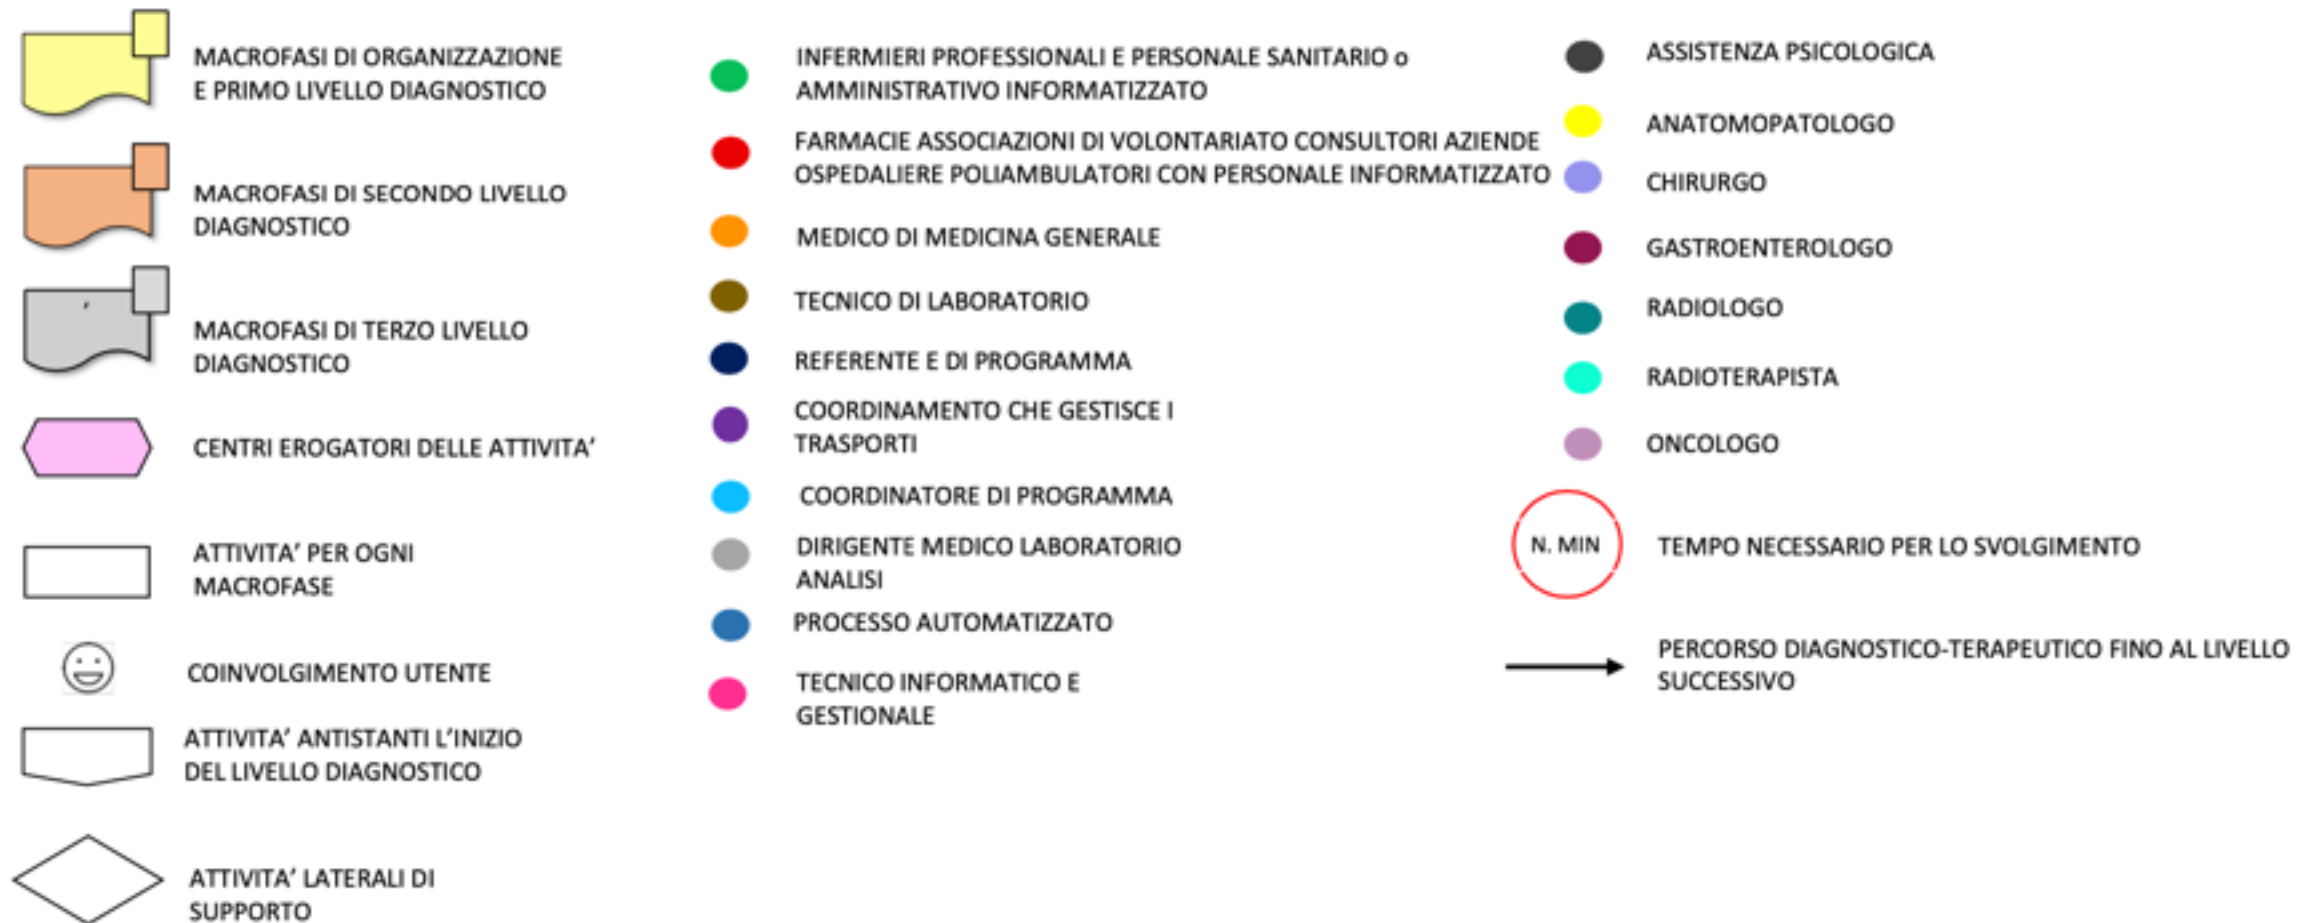 MACROFASI DI ORGANIZZAZIONE
E PRIMO LIVELLO DIAGNOSTICO
MACROFASI DI SECONDO LIVELLO
DIAGNOSTICO
MACROFASI DI TERZO LIVELLO
DIAGNOSTICO
CENTRI EROGATORI DELLE ATTIVITA’
ATTIVITA’ PER OGNI
MACROFASE
COINVOLGIMENTO UTENTE
ATTIVITA’ ANTISTANTI L’INIZIO
DEL LIVELLO DIAGNOSTICO
ATTIVITA’ LATERALI DI
SUPPORTO
INFERMIERI PROFESSIONALI E PERSONALE SANITARIO o
AMMINISTRATIVO INFORMATIZZATO
FARMACIE ASSOCIAZIONI DI VOLONTARIATO CONSULTORI AZIENDE
OSPEDALIERE POLIAMBULATORI CON PERSONALE INFORMATIZZATO
MEDICO DI MEDICINA GENERALE
TECNICO DI LABORATORIO
REFERENTE E DI PROGRAMMA
COORDINAMENTO CHE GESTISCE I
TRASPORTI
COORDINATORE DI PROGRAMMA
DIRIGENTE MEDICO LABORATORIO
ANALISI
PROCESSO AUTOMATIZZATO
TECNICO INFORMATICO E
GESTIONALE
ASSISTENZA PSICOLOGICA
ANATOMOPATOLOGO
CHIRURGO
GASTROENTEROLOGO
RADIOLOGO
RADIOTERAPISTA
ONCOLOGO
N. MIN
TEMPO NECESSARIO PER LO SVOLGIMENTO
PERCORSO DIAGNOSTICO-TERAPEUTICO FINO AL LIVELLO
SUCCESSIVO